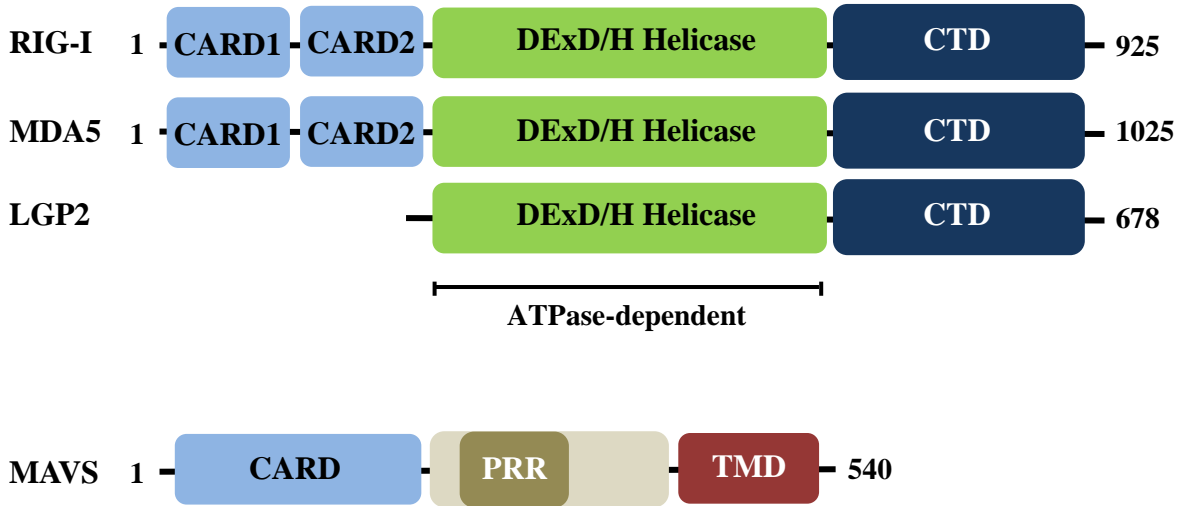 RIG-I 1 CARD1 CARD2 DExD/H Helicase CTD 925
MDA5 1 CARD1 CARD2 DExD/H Helicase CTD 1025
LGP2 DExD/H Helicase CTD 678
ATPase-dependent
MAVS 1 CARD PRR TMD 540